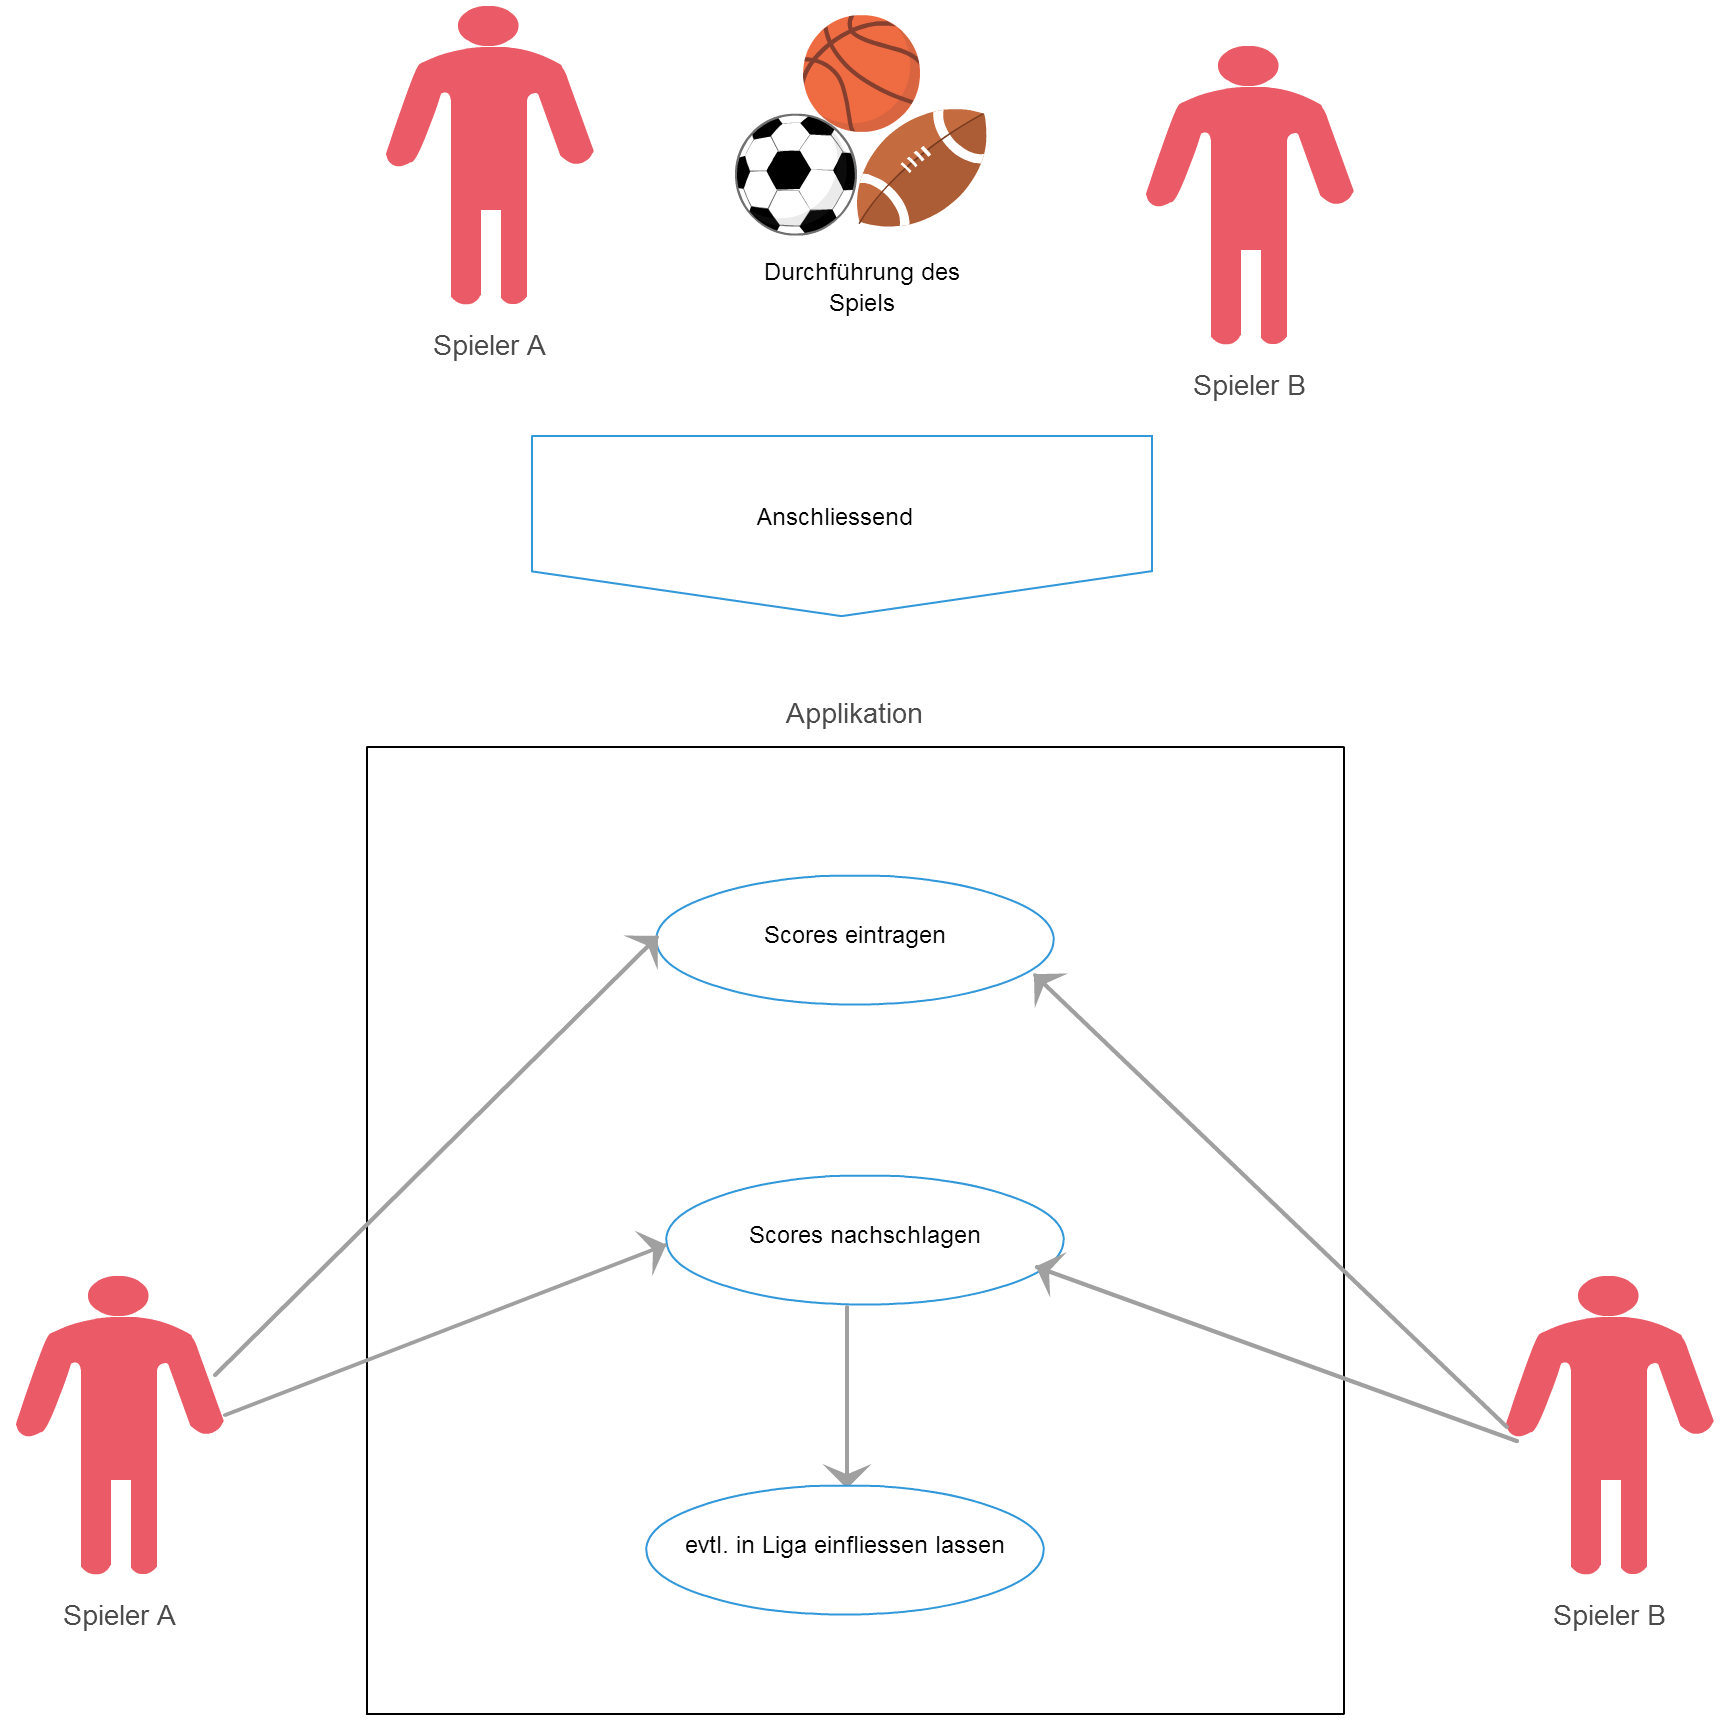 Durchführung des
Spiels
Spieler A
Spieler B
Anschliessend
Applikation
Scores eintragen
Scores nachschlagen
evtl. in Liga einfliessen lassen
Spieler A
Spieler B